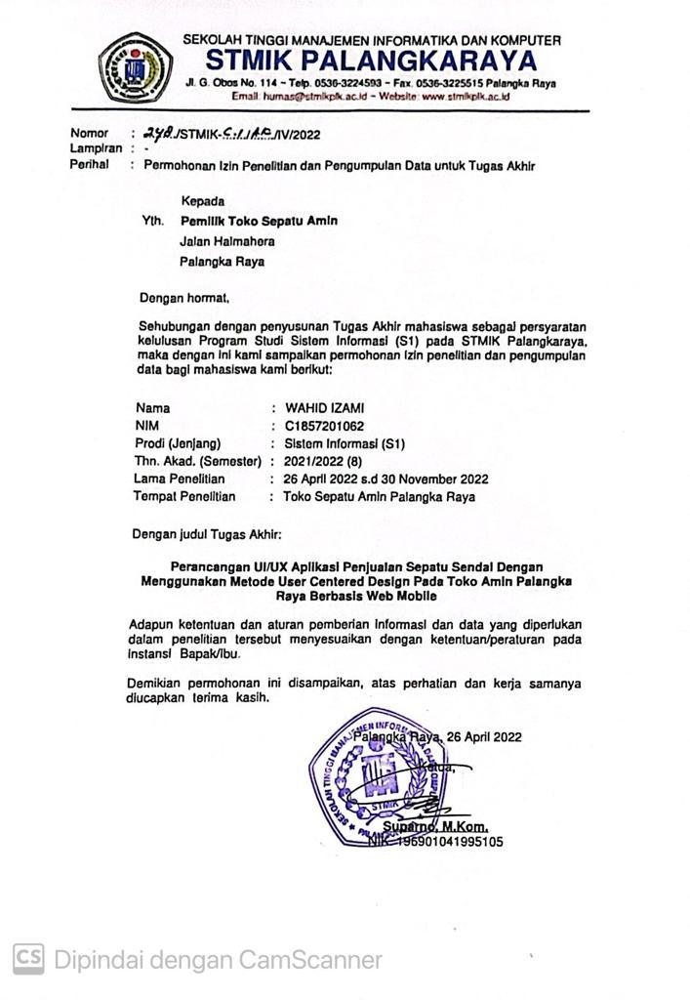 SEKOLAH TINGGI MANAJEMEN INFORMATIKA DAN KOMPUTER
STMIK PALANGKARAYA
Jl. G. Obos No. 114 – Telp. 0536-3224593 – Fax. 0536-3225515 Palangka Raya
Email: humas@stmikplk.ac.id – Website: www.stmikplk.ac.id
Nomor : 248/STMIK-C.1/AP/IV/2022
Lampiran : -
Perihal : Permohonan Izin Penelitian dan Pengumpulan Data untuk Tugas Akhir
Kepada
Yth. Pemilik Toko Sepatu Amin
Jalan Halmahera
Palangka Raya
Dengan hormat,
Sehubungan dengan penyusunan Tugas Akhir mahasiswa sebagai persyaratan
kelulusan Program Studi Sistem Informasi (S1) pada STMIK Palangkaraya,
maka dengan ini kami sampaikan permohonan izin penelitian dan pengumpulan
data bagi mahasiswa kami berikut:
Nama : WAHID IZAMI
NIM : C1857201062
Prodi (Jenjang) : Sistem Informasi (S1)
Thn. Akad. (Semester) : 2021/2022 (8)
Lama Penelitian : 26 April 2022 s.d 30 November 2022
Tempat Penelitian : Toko Sepatu Amin Palangka Raya
Dengan judul Tugas Akhir:
Perancangan UI/UX Aplikasi Penjualan Sepatu Sendal Dengan
Menggunakan Metode User Centered Design Pada Toko Amin Palangka
Raya Berbasis Web Mobile
Adapun ketentuan dan aturan pemberian informasi dan data yang diperlukan
dalam penelitian tersebut menyesuaikan dengan ketentuan/peraturan pada
instansi Bapak/Ibu.
Demikian permohonan ini disampaikan, atas perhatian dan kerja samanya
diucapkan terima kasih.
Palangka Raya, 26 April 2022
Ketua,
SEKOLAH TINGGI MANAJEMEN INFORMATIKA DAN KOMPUTER
STMIK
PALANGKARAYA
Suparno, M.Kom.
NIK 196901041995105
CS Dipindai dengan CamScanner